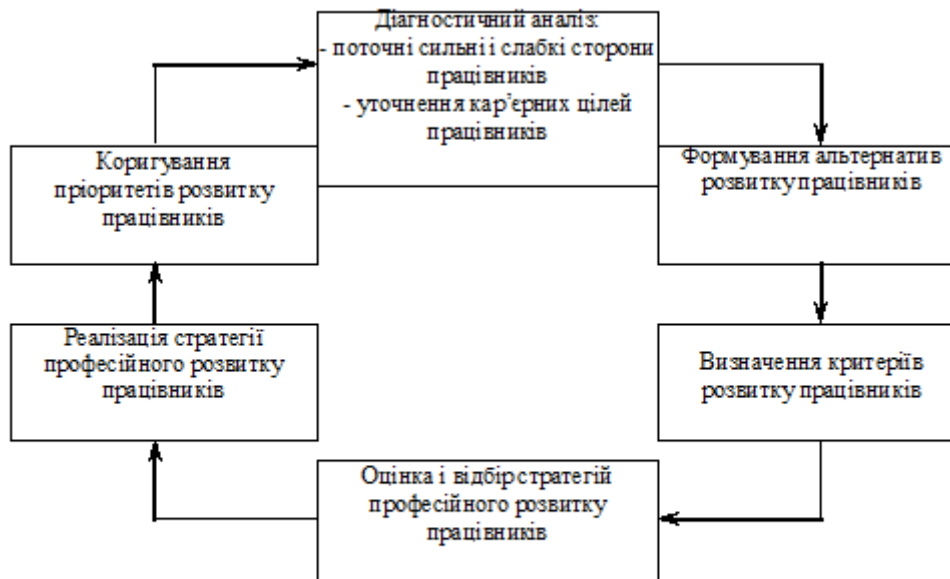 Діагностичний аналіз:
- поточні сильні і слабкі сторони
працівників
- уточнення кар’єрних цілей
працівників
Формування альтернатив
розвитку працівників
Визначення критеріїв
розвитку працівників
Оцінка і відбір стратегій
професійного розвитку
працівників
Реалізація стратегії
професійного розвитку
працівників
Коригування
пріоритетів розвитку
працівників